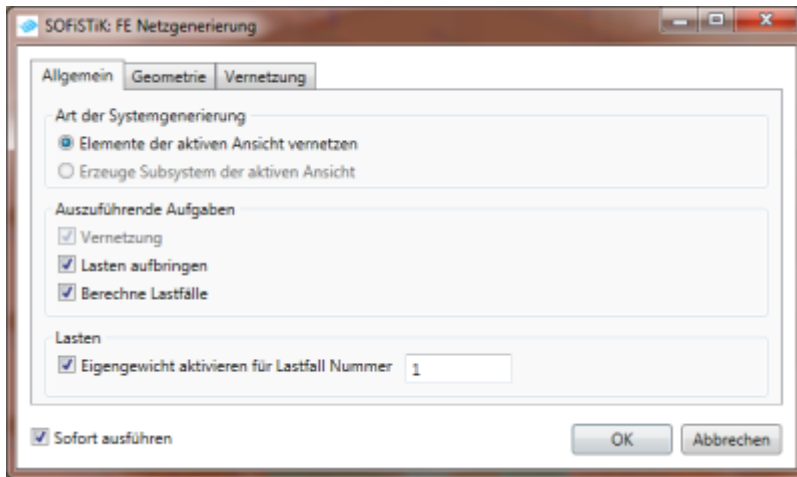 SOFiSTiK: FE Netzgenerierung
Allgemein Geometrie Vernetzung
Art der Systemgenerierung
Elemente der aktiven Ansicht vernetzen
Erzeuge Subsystem der aktiven Ansicht
Auszuführende Aufgaben
Vernetzung
Lasten aufbringen
Berechne Lastfälle
Lasten
Eigengewicht aktivieren für Lastfall Nummer 1
Sofort ausführen OK Abbrechen